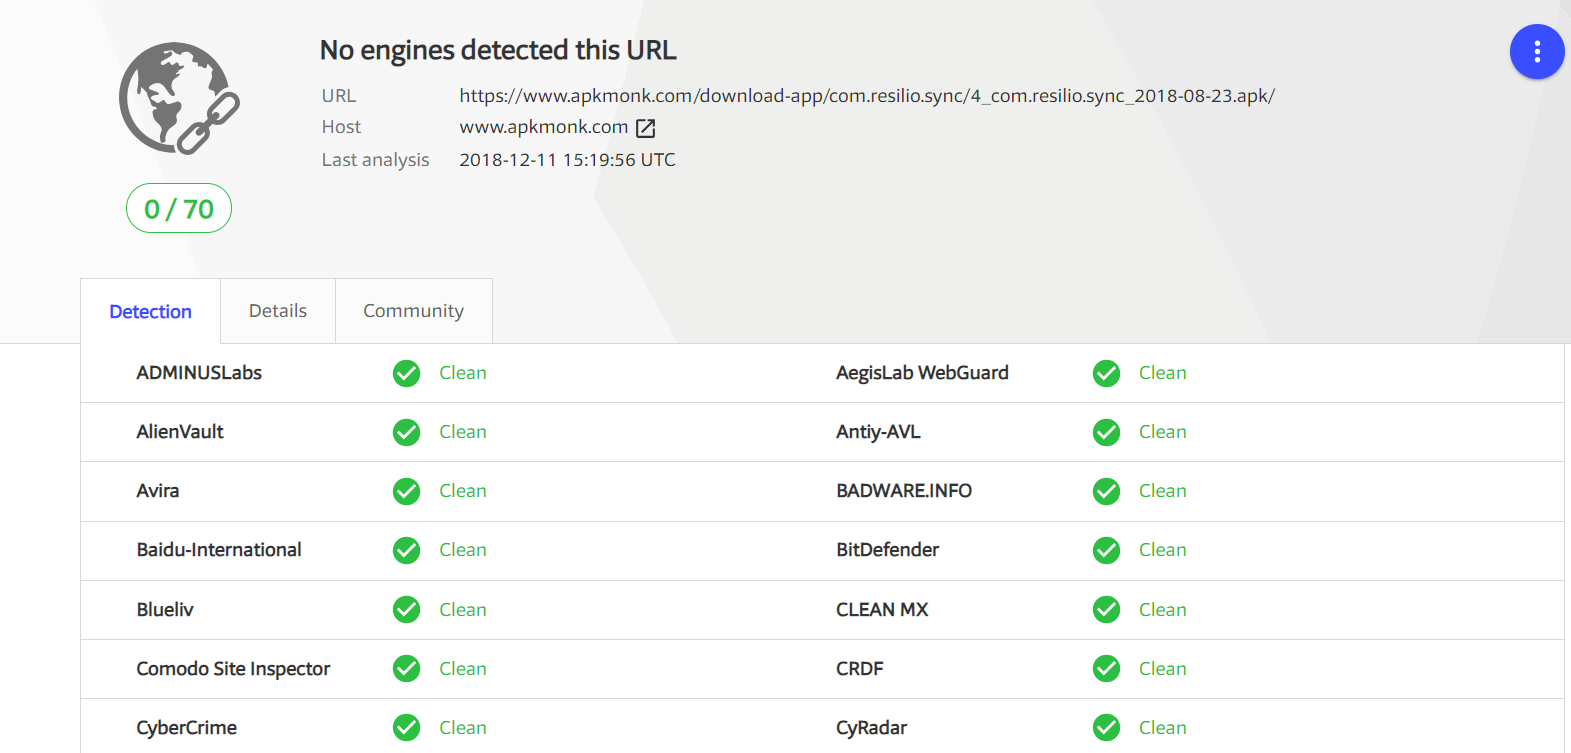 No engines detected this URL
URL https://www.apkmonk.com/download-app/com.resilio.sync/4_com.resilio.sync_2018-08-23.apk/
Host www.apkmonk.com
Last analysis 2018-12-11 15:19:56 UTC
0 / 70
Detection Details Community
ADMINUSLabs Clean AegisLab WebGuard Clean
AlienVault Clean Antiy-AVL Clean
Avira Clean BADWARE.INFO Clean
Baidu-International Clean BitDefender Clean
Blueliv Clean CLEAN MX Clean
Comodo Site Inspector Clean CRDF Clean
CyberCrime Clean CyRadar Clean